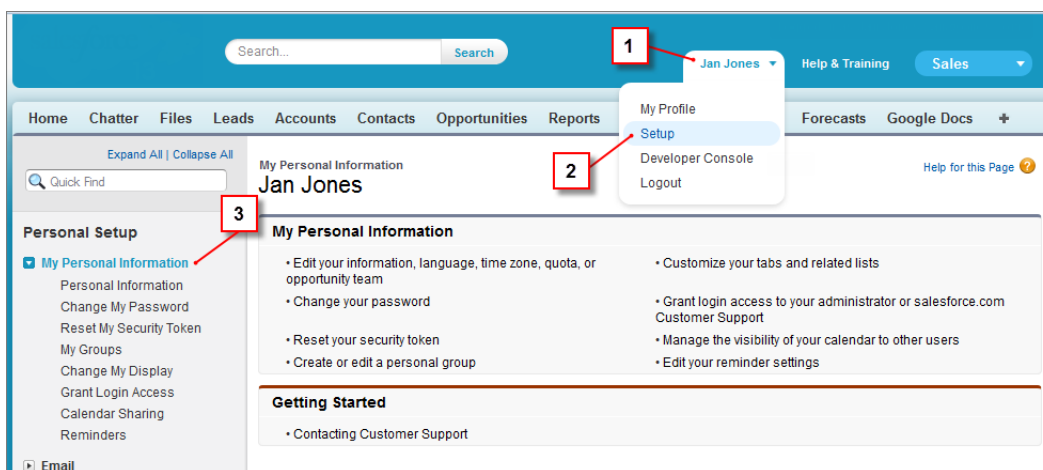 Search...
Search
1
Jan Jones
Help & Training
Sales
Home Chatter Files Leads Accounts Contacts Opportunities Reports Forecasts Google Docs +
My Profile
Setup
Developer Console
Logout
2
Expand All | Collapse All
Quick Find
My Personal Information
Jan Jones
Help for this Page ?
3
Personal Setup
My Personal Information
Personal Information
Change My Password
Reset My Security Token
My Groups
Change My Display
Grant Login Access
Calendar Sharing
Reminders
Email
My Personal Information
• Edit your information, language, time zone, quota, or
opportunity team
• Change your password
• Reset your security token
• Create or edit a personal group
• Customize your tabs and related lists
• Grant login access to your administrator or salesforce.com
Customer Support
• Manage the visibility of your calendar to other users
• Edit your reminder settings
Getting Started
• Contacting Customer Support